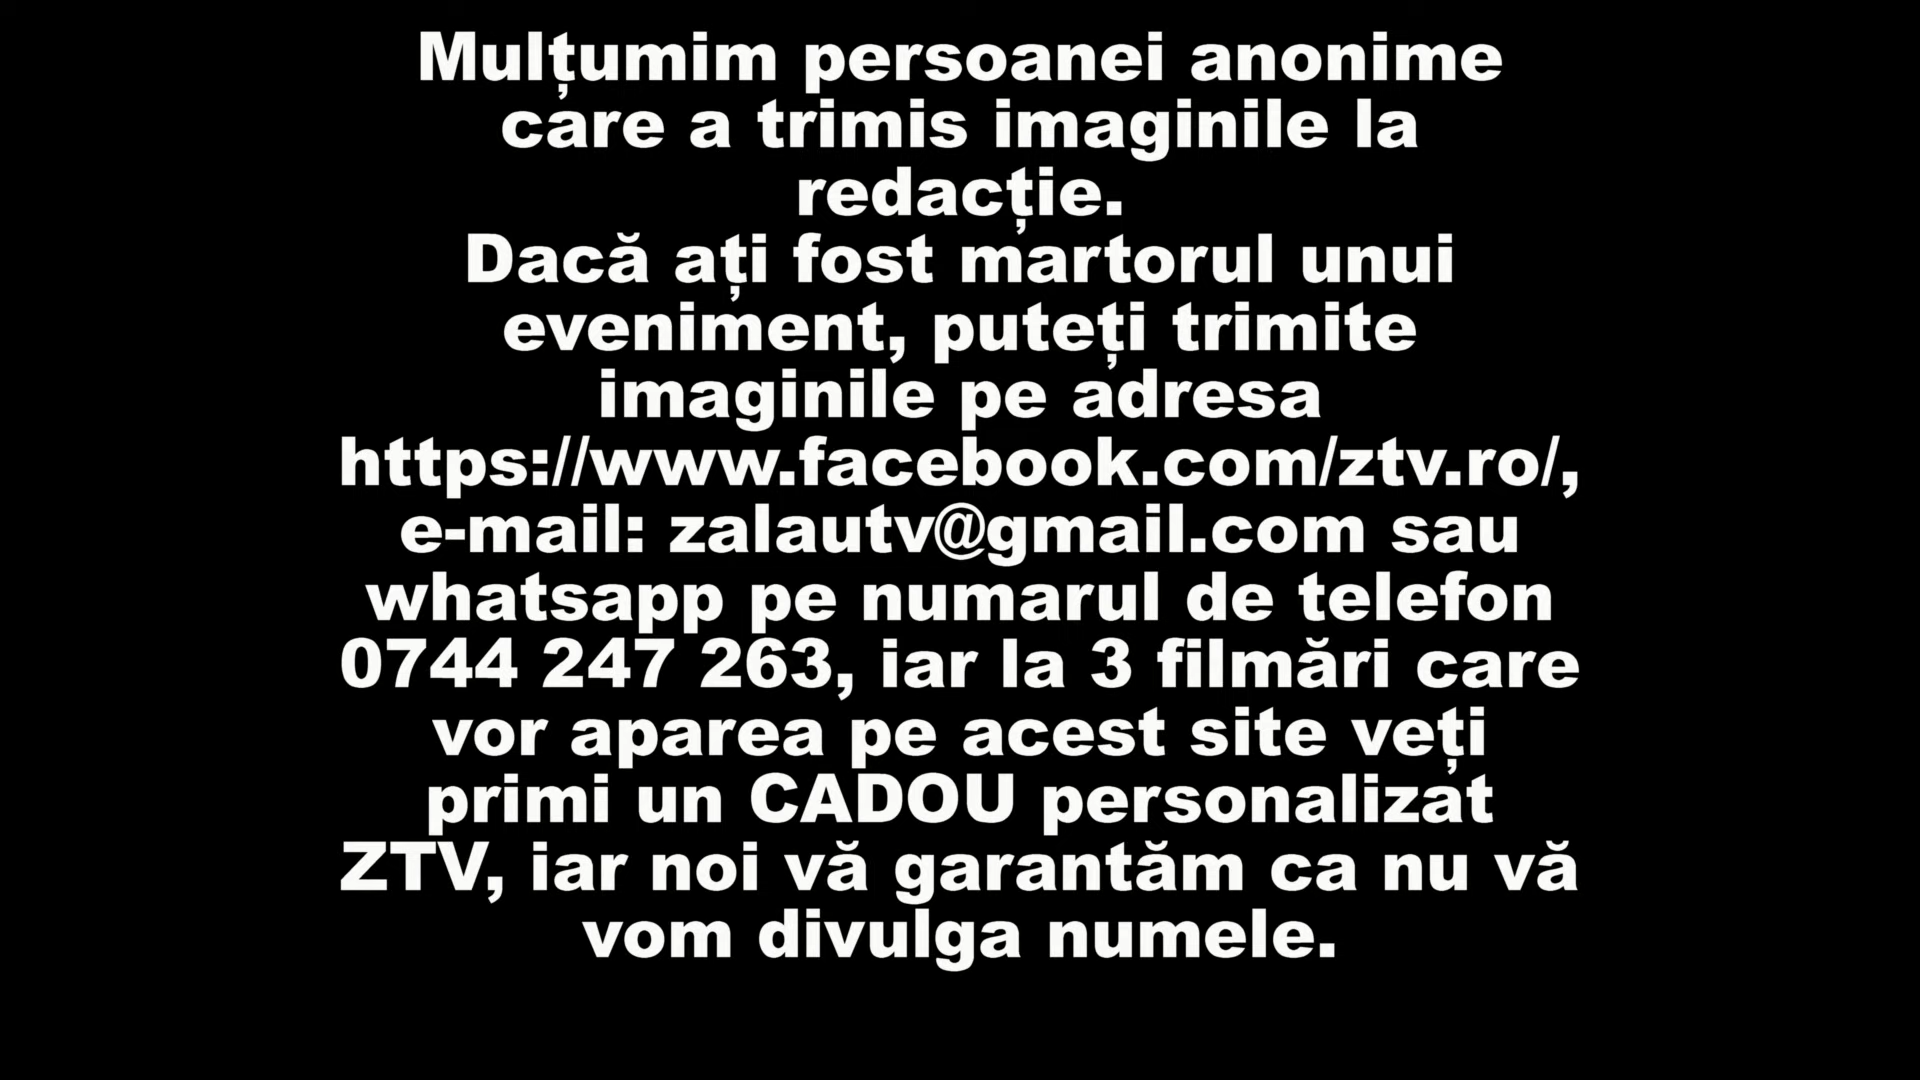 Mulțumim persoanei anonime
care a trimis imaginile la
redacție.
Dacă ați fost martorul unui
eveniment, puteți trimite
imaginile pe adresa
https://www.facebook.com/ztv.ro/,
e-mail: zalautv@gmail.com sau
whatsapp pe numarul de telefon
0744 247 263, iar la 3 filmări care
vor aparea pe acest site veți
primi un CADOU personalizat
ZTV, iar noi vă garantăm ca nu vă
vom divulga numele.